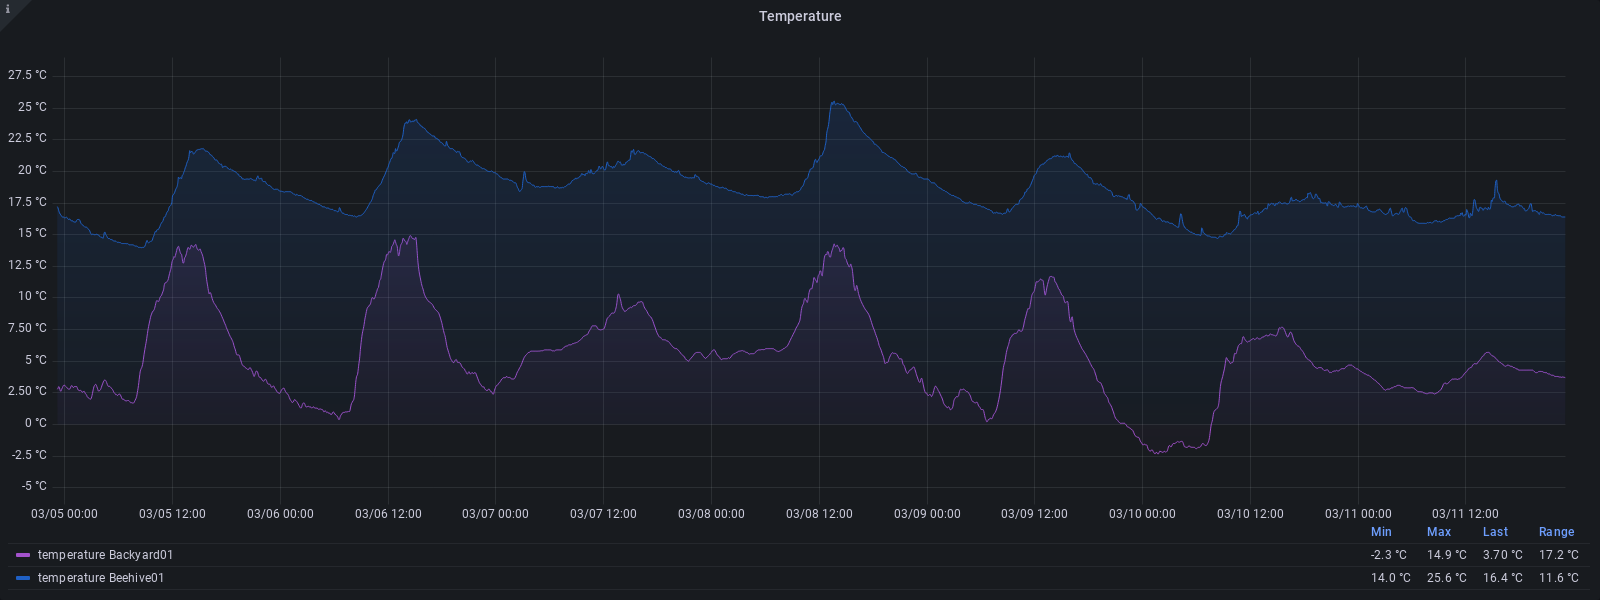 i
Temperature
27.5 °C
25 °C
22.5 °C
20 °C
17.5 °C
15 °C
12.5 °C
10 °C
7.50 °C
5 °C
2.50 °C
0 °C
-2.5 °C
-5 °C
03/05 00:00 03/05 12:00 03/06 00:00 03/06 12:00 03/07 00:00 03/07 12:00 03/08 00:00 03/08 12:00 03/09 00:00 03/09 12:00 03/10 00:00 03/10 12:00 03/11 00:00 03/11 12:00
Min Max Last Range
temperature Backyard01 -2.3 °C 14.9 °C 3.70 °C 17.2 °C
temperature Beehive01 14.0 °C 25.6 °C 16.4 °C 11.6 °C